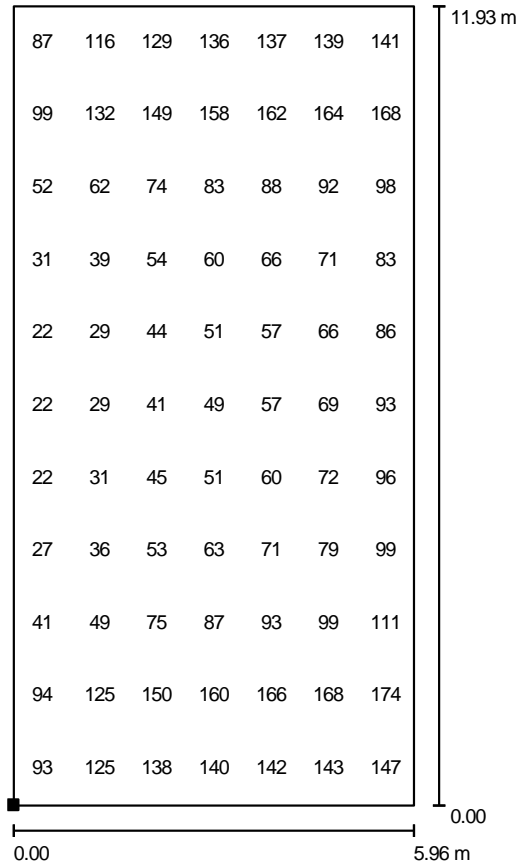 11.93 m
87 116 129 136 137 139 141
99 132 149 158 162 164 168
52 62 74 83 88 92 98
31 39 54 60 66 71 83
22 29 44 51 57 66 86
22 29 41 49 57 69 93
22 31 45 51 60 72 96
27 36 53 63 71 79 99
41 49 75 87 93 99 111
94 125 150 160 166 168 174
93 125 138 140 142 143 147
0.00
0.00 5.96 m